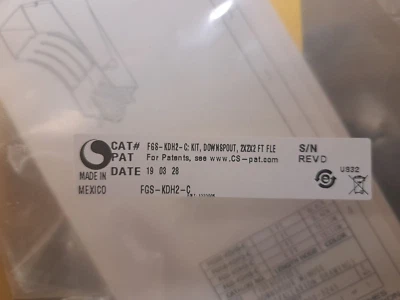 CAT# FGS-KDH2-C: KIT, DOWNSPOUT, 2X2X2 FT FLE
PAT For Patents, see www.CS-pat.com.
DATE 19 03 28
MADE IN
MEXICO
FGS-KDH2-C
S/N
REVD
US32